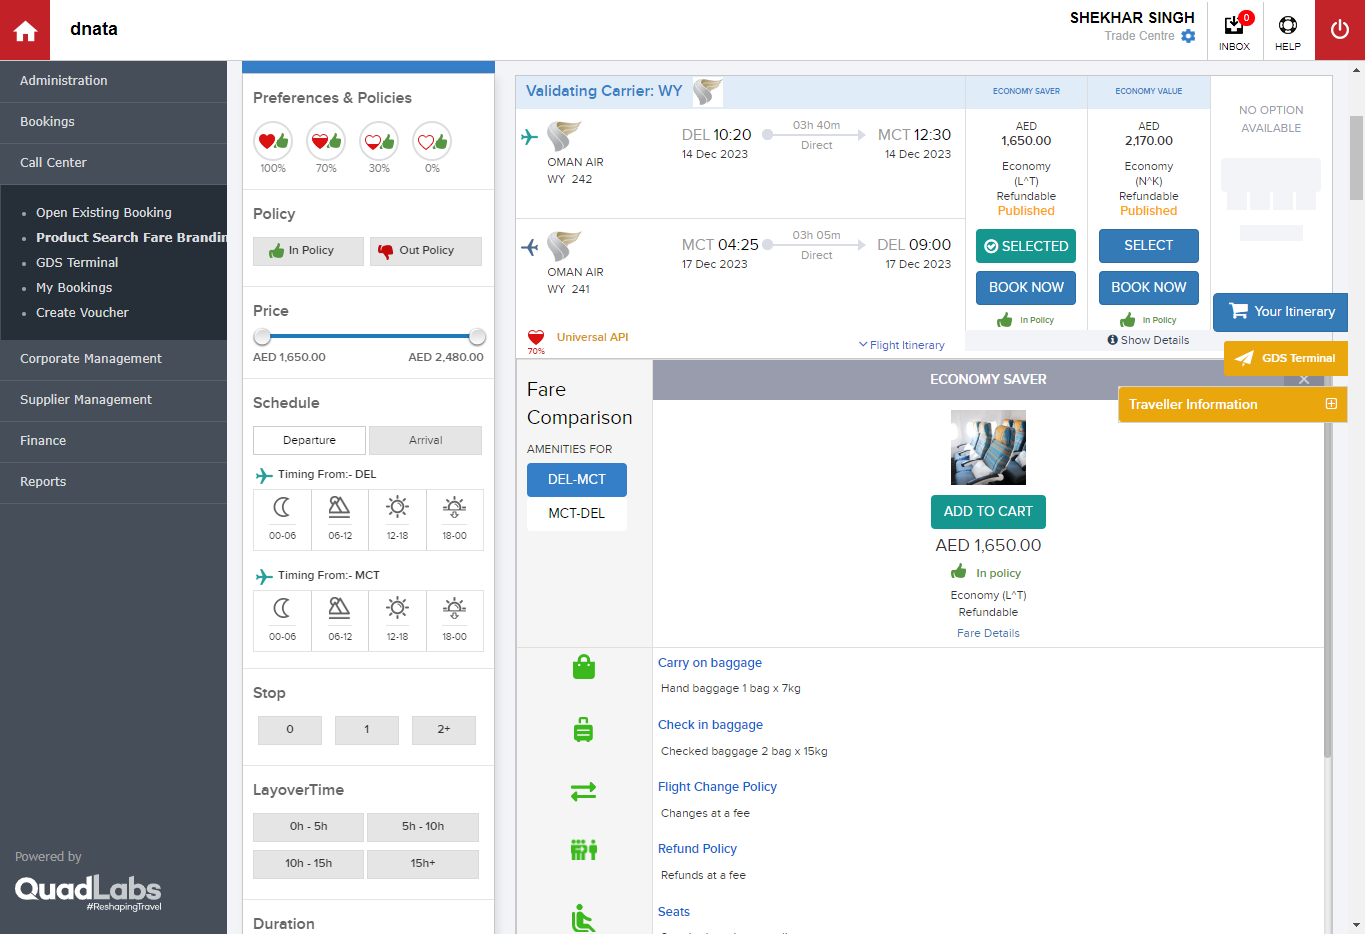 dnata
SHEKHAR SINGH
Trade Centre
0
INBOX
HELP
Administration
Bookings
Call Center
Open Existing Booking
Product Search Fare Brandin
GDS Terminal
My Bookings
Create Voucher
Corporate Management
Supplier Management
Finance
Reports
Powered by
QuadLabs
#ReshapingTravel
Preferences & Policies
100%
70%
30%
0%
Policy
In Policy
Out Policy
Price
AED 1,650.00
AED 2,480.00
Schedule
Departure
Arrival
Timing From:- DEL
00-06
06-12
12-18
18-00
Timing From:- MCT
00-06
06-12
12-18
18-00
Stop
0
1
2+
LayoverTime
0h - 5h
5h - 10h
10h - 15h
15h+
Duration
Validating Carrier: WY
OMAN AIR
WY 242
DEL 10:20
14 Dec 2023
03h 40m
Direct
MCT 12:30
14 Dec 2023
OMAN AIR
WY 241
MCT 04:25
17 Dec 2023
03h 05m
Direct
DEL 09:00
17 Dec 2023
70%
Universal API
Flight Itinerary
ECONOMY SAVER
AED
1,650.00
Economy
(L^T)
Refundable
Published
SELECTED
BOOK NOW
In Policy
ECONOMY VALUE
AED
2,170.00
Economy
(N^K)
Refundable
Published
SELECT
BOOK NOW
In Policy
Show Details
NO OPTION
AVAILABLE
Your Itinerary
GDS Terminal
Traveller Information
Fare
Comparison
AMENITIES FOR
DEL-MCT
MCT-DEL
ECONOMY SAVER
ADD TO CART
AED 1,650.00
In policy
Economy (L^T)
Refundable
Fare Details
Carry on baggage
Hand baggage 1 bag x 7kg
Check in baggage
Checked baggage 2 bag x 15kg
Flight Change Policy
Changes at a fee
Refund Policy
Refunds at a fee
Seats